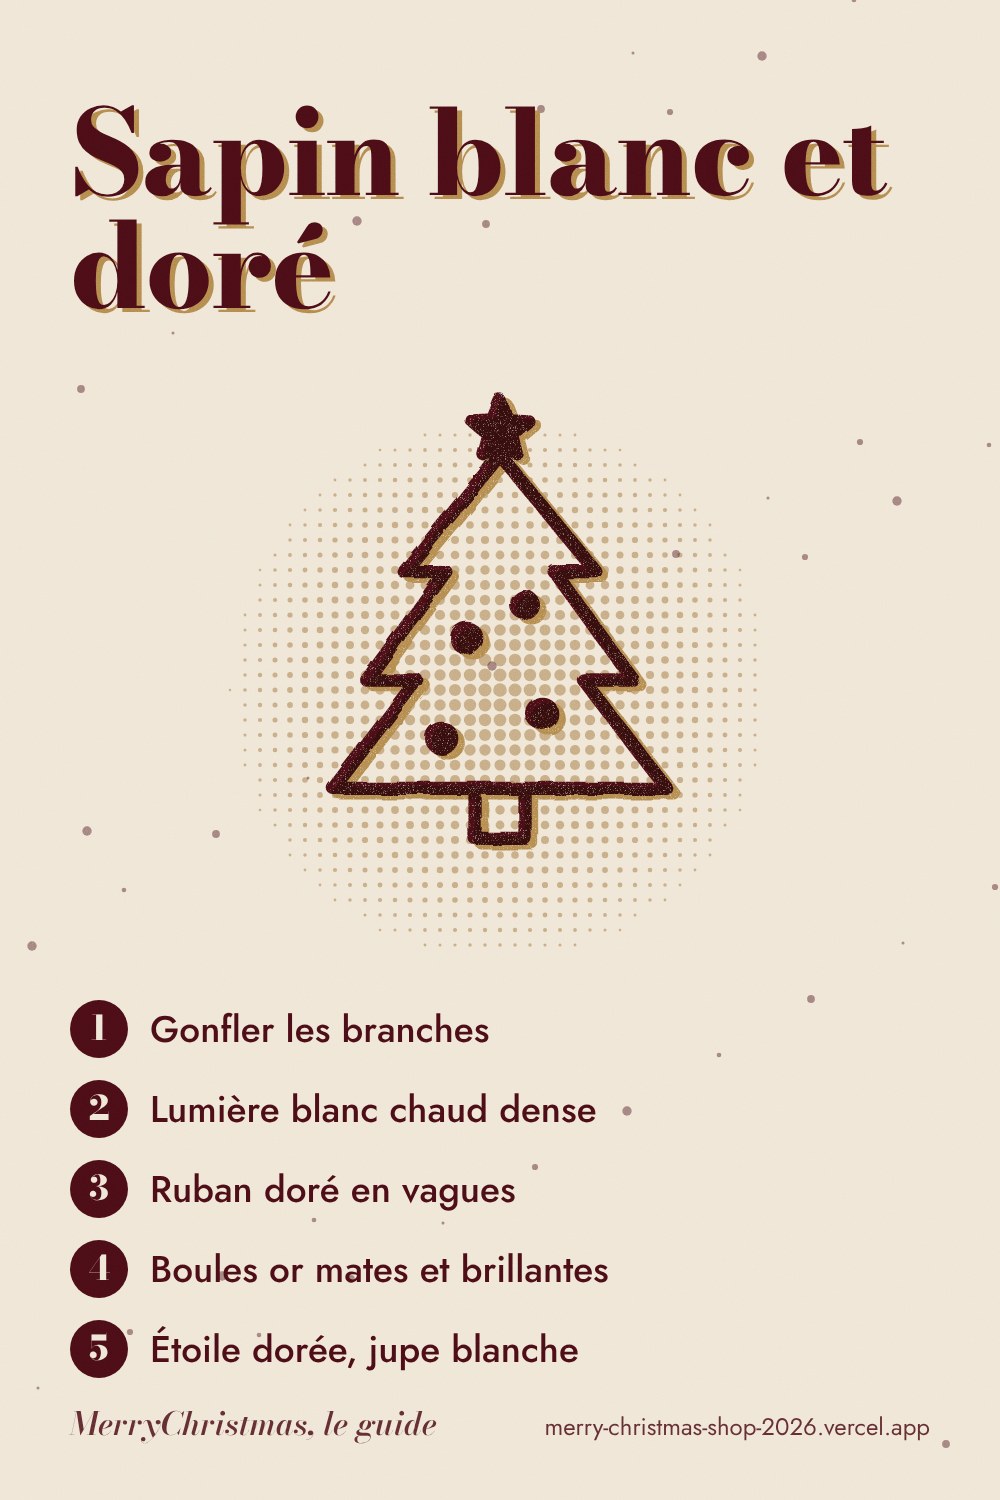 Sapin blanc et
doré
1 Gonfler les branches
2 Lumière blanc chaud dense
3 Ruban doré en vagues
4 Boules or mates et brillantes
5 Étoile dorée, jupe blanche
MerryChristmas, le guide
merry-christmas-shop-2026.vercel.app